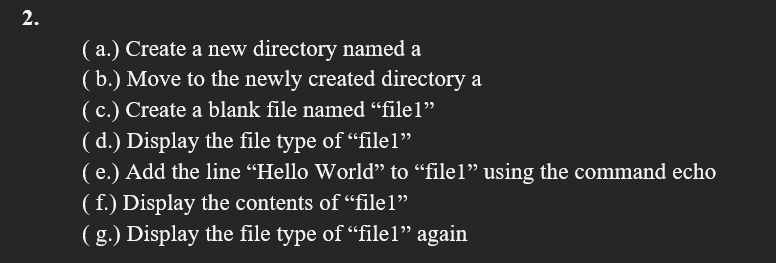 2.
( a.) Create a new directory named a
( b.) Move to the newly created directory a
( c.) Create a blank file named “file1”
( d.) Display the file type of “file1”
( e.) Add the line “Hello World” to “file1” using the command echo
( f.) Display the contents of “file1”
( g.) Display the file type of “file1” again